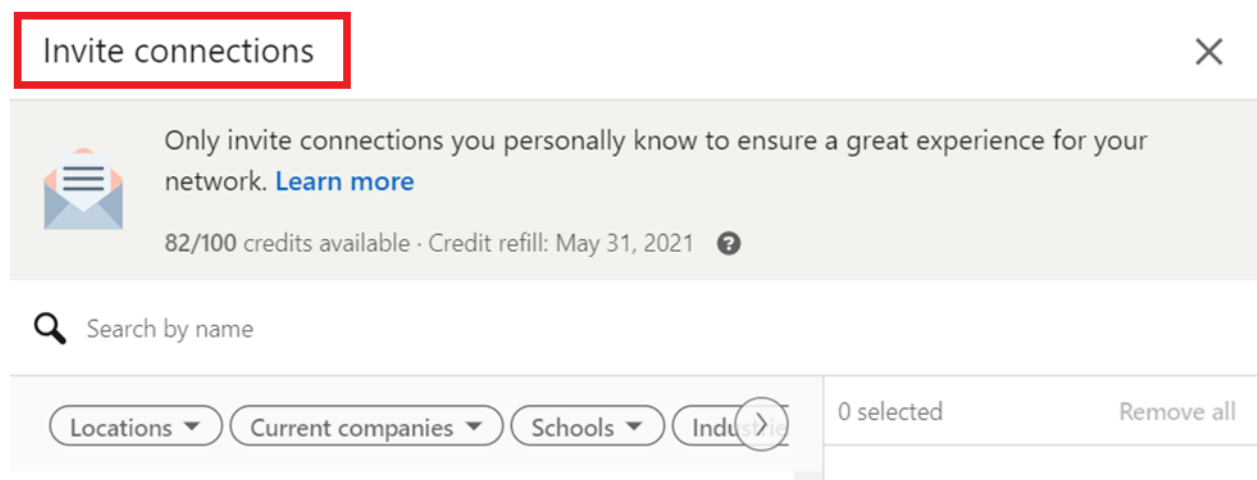 Invite connections
Only invite connections you personally know to ensure a great experience for your
network. Learn more
82/100 credits available · Credit refill: May 31, 2021
Search by name
Locations
Current companies
Schools
Industrie
0 selected
Remove all